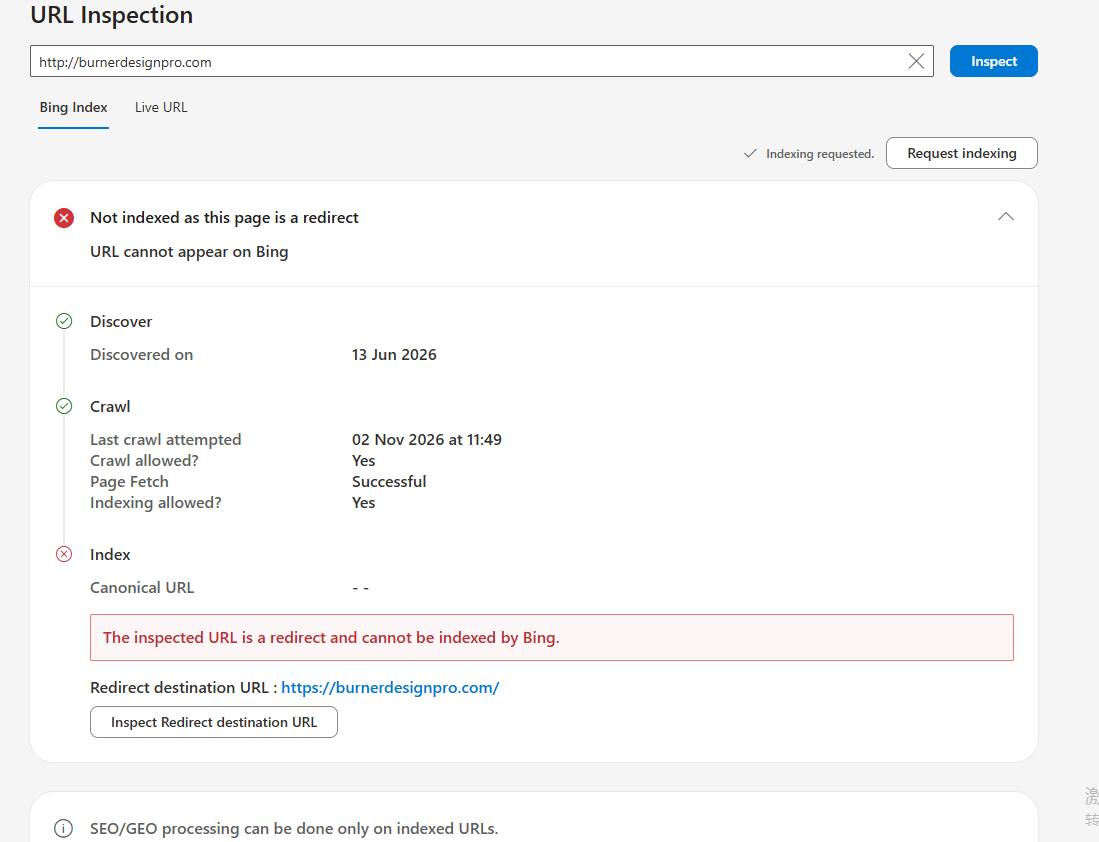 URL Inspection
http://burnerdesignpro.com
Inspect
Bing Index Live URL
Indexing requested. Request indexing
Not indexed as this page is a redirect
URL cannot appear on Bing
Discover
Discovered on 13 Jun 2026
Crawl
Last crawl attempted 02 Nov 2026 at 11:49
Crawl allowed? Yes
Page Fetch Successful
Indexing allowed? Yes
Index
Canonical URL - -
The inspected URL is a redirect and cannot be indexed by Bing.
Redirect destination URL : https://burnerdesignpro.com/
Inspect Redirect destination URL
SEO/GEO processing can be done only on indexed URLs.